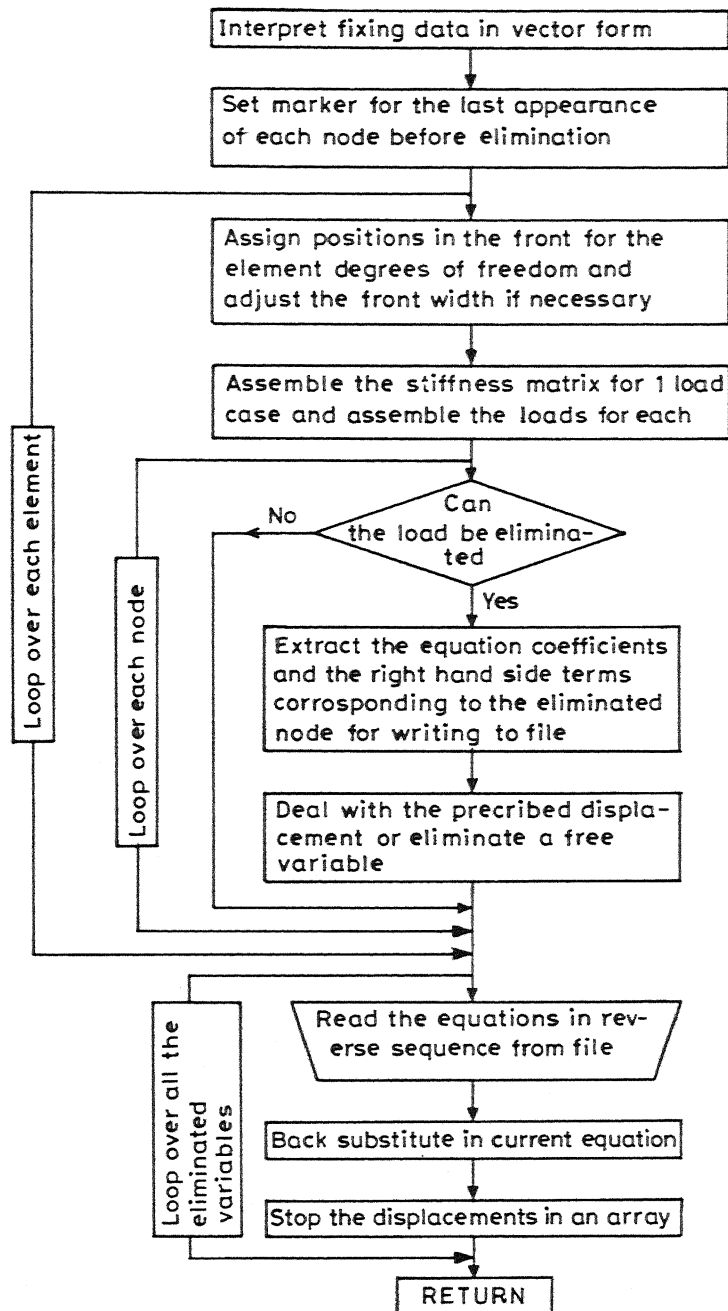 Interpret fixing data in vector form
Set marker for the last appearance
of each node before elimination
Assign positions in the front for the
element degrees of freedom and
adjust the front width if necessary
Assemble the stiffness matrix for 1 load
case and assemble the loads for each
Loop over each element
Loop over each node
Can
the load be elimina-
ted
No
Yes
Extract the equation coefficients
and the right hand side terms
corrosponding to the eliminated
node for writing to file
Deal with the precribed displa-
cement or eliminate a free
variable
Loop over all the
eliminated
variables
Read the equations in rev-
erse sequence from file
Back substitute in current equation
Stop the displacements in an array
RETURN